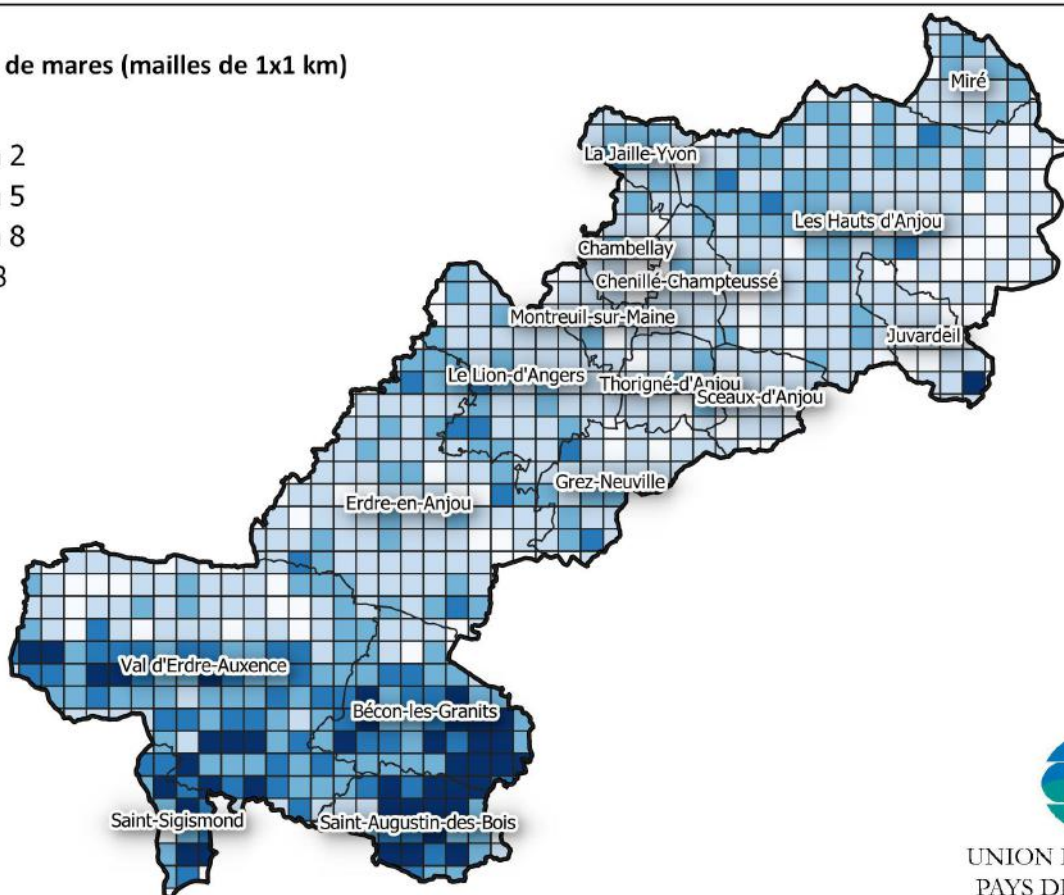 de mares (mailles de 1x1 km)
2
5
8
Miré
La Jaille-Yvon
Les Hauts d'Anjou
Chambellay
Chenillé-Champteussé
Montreuil-sur-Maine
Juvardeil
Le Lion-d'Angers
Thorigné-d'Anjou
Sceaux-d'Anjou
Grez-Neuville
Erdre-en-Anjou
Val d'Erdre-Auxence
Bécon-les-Granits
Saint-Sigismond
Saint-Augustin-des-Bois
UNION
PAYS